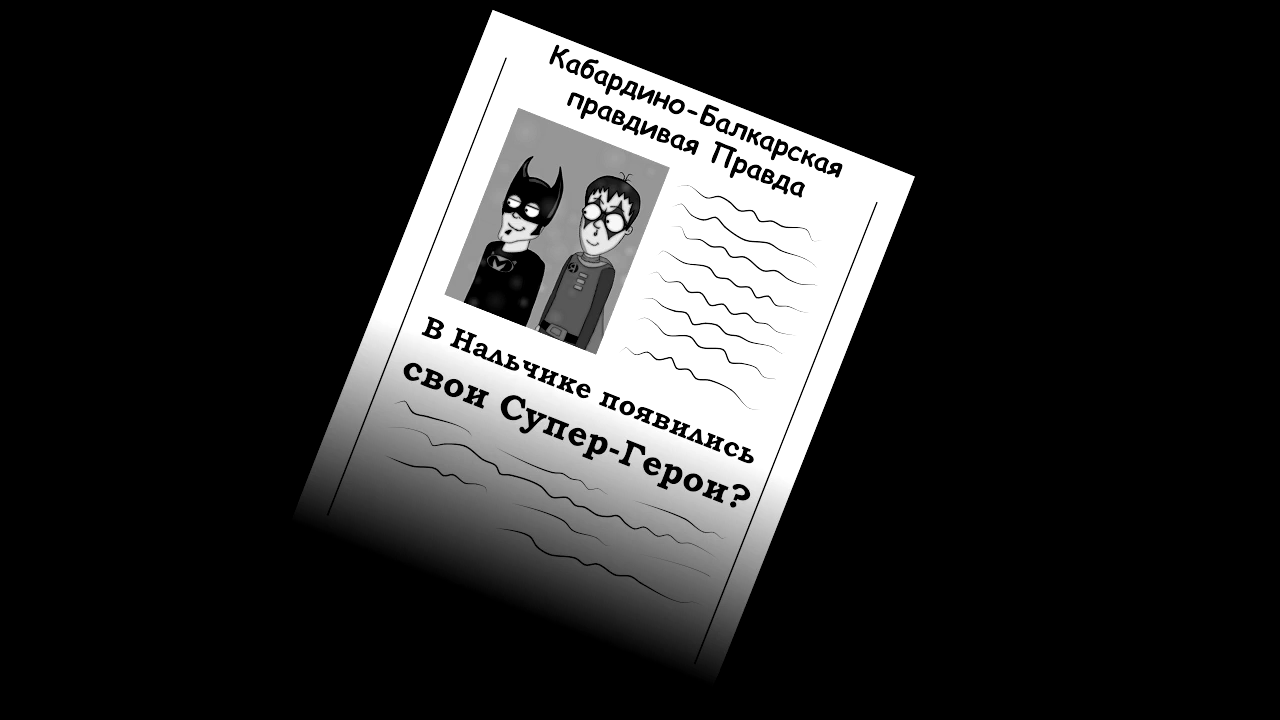 Кабардино-Балкарская
правдивая Правда
В Нальчике появились
свои Супер-Герои?